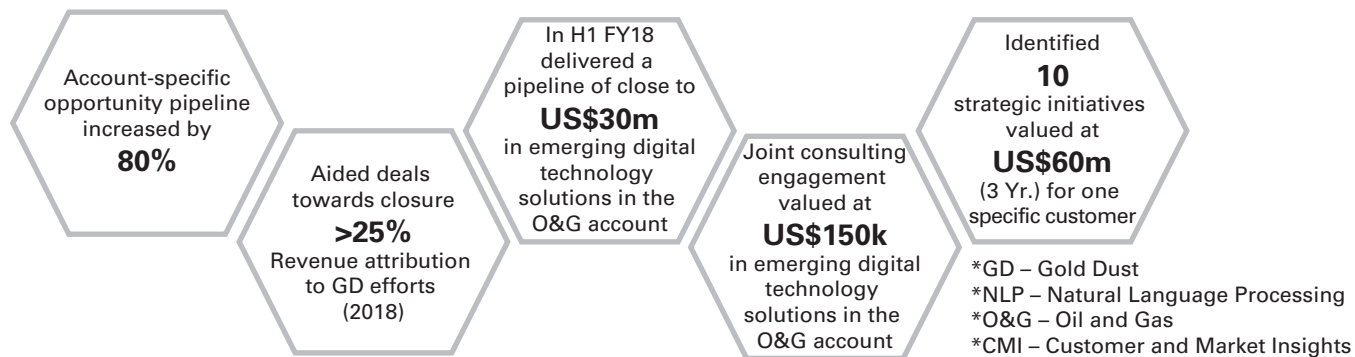 Account-specific
opportunity pipeline
increased by
80%
Aided deals
towards closure
>25%
Revenue attribution
to GD efforts
(2018)
In H1 FY18
delivered a
pipeline of close to
US$30m
in emerging digital
technology
solutions in the
O&G account
Joint consulting
engagement
valued at
US$150k
in emerging digital
technology
solutions in the
O&G account
Identified
10
strategic initiatives
valued at
US$60m
(3 Yr.) for one
specific customer
*GD – Gold Dust
*NLP – Natural Language Processing
*O&G – Oil and Gas
*CMI – Customer and Market Insights